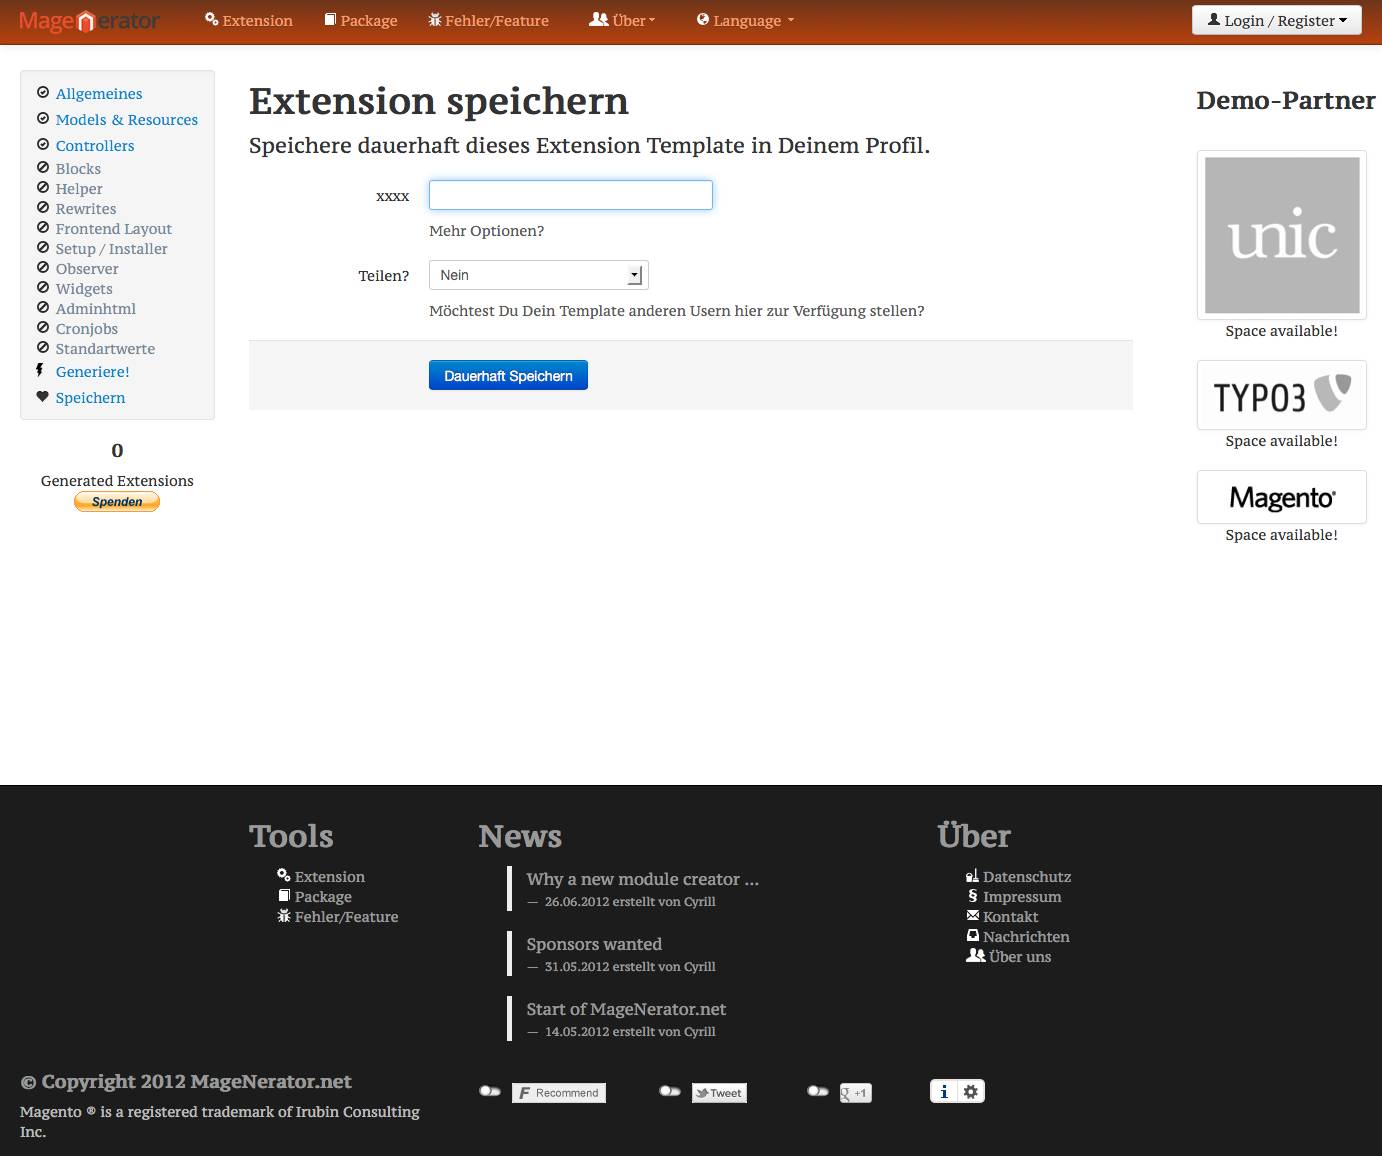 MageNerator
Extension
Package
Fehler/Feature
Über
Language
Login / Register
Allgemeines
Models & Resources
Controllers
Blocks
Helper
Rewrites
Frontend Layout
Setup / Installer
Observer
Widgets
Adminhtml
Cronjobs
Standartwerte
Generiere!
Speichern
0
Generated Extensions
Spenden
Extension speichern
Speichere dauerhaft dieses Extension Template in Deinem Profil.
xxxx
Mehr Optionen?
Teilen?
Nein
Möchtest Du Dein Template anderen Usern hier zur Verfügung stellen?
Dauerhaft Speichern
Demo-Partner
unic
Space available!
TYPO3
Space available!
Magento®
Space available!
Tools
Extension
Package
Fehler/Feature
News
Why a new module creator ...
— 26.06.2012 erstellt von Cyrill
Sponsors wanted
— 31.05.2012 erstellt von Cyrill
Start of MageNerator.net
— 14.05.2012 erstellt von Cyrill
Über
Datenschutz
§ Impressum
Kontakt
Nachrichten
Über uns
© Copyright 2012 MageNerator.net
Magento ® is a registered trademark of Irubin Consulting
Inc.
F Recommend
Tweet
g +1
i